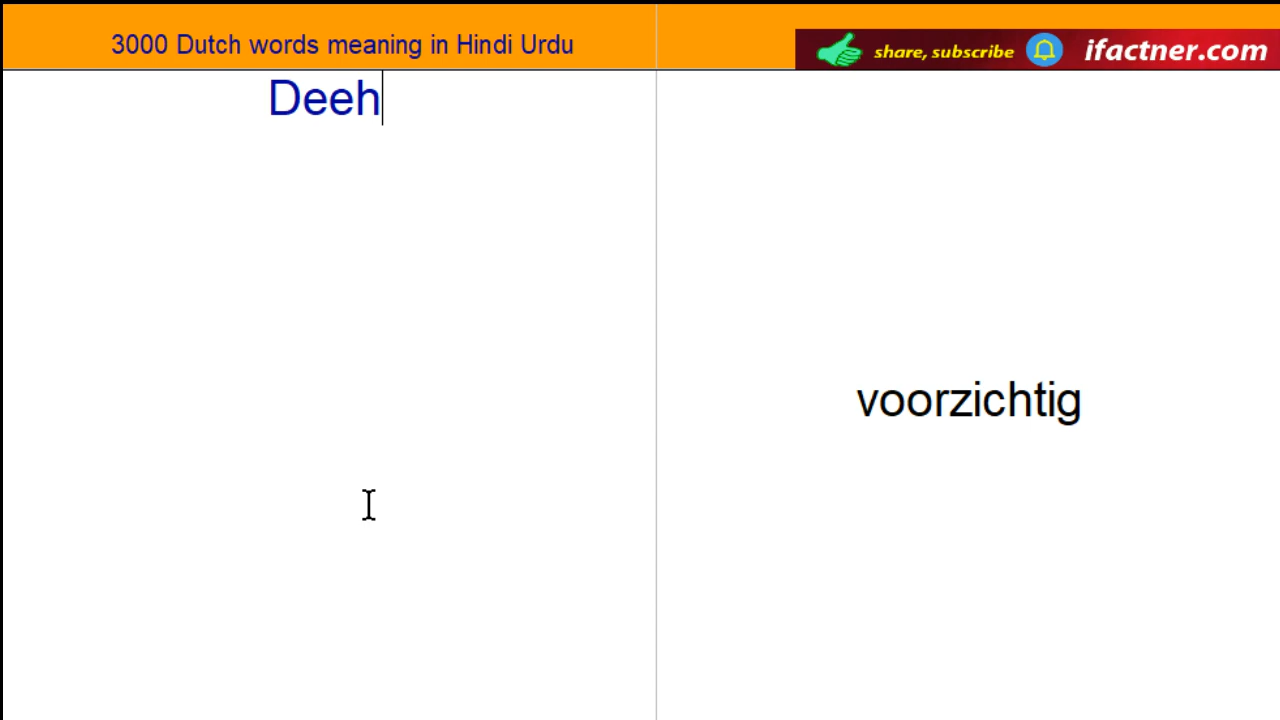 3000 Dutch words meaning in Hindi Urdu
share, subscribe ifactner.com
Deeh
voorzichtig